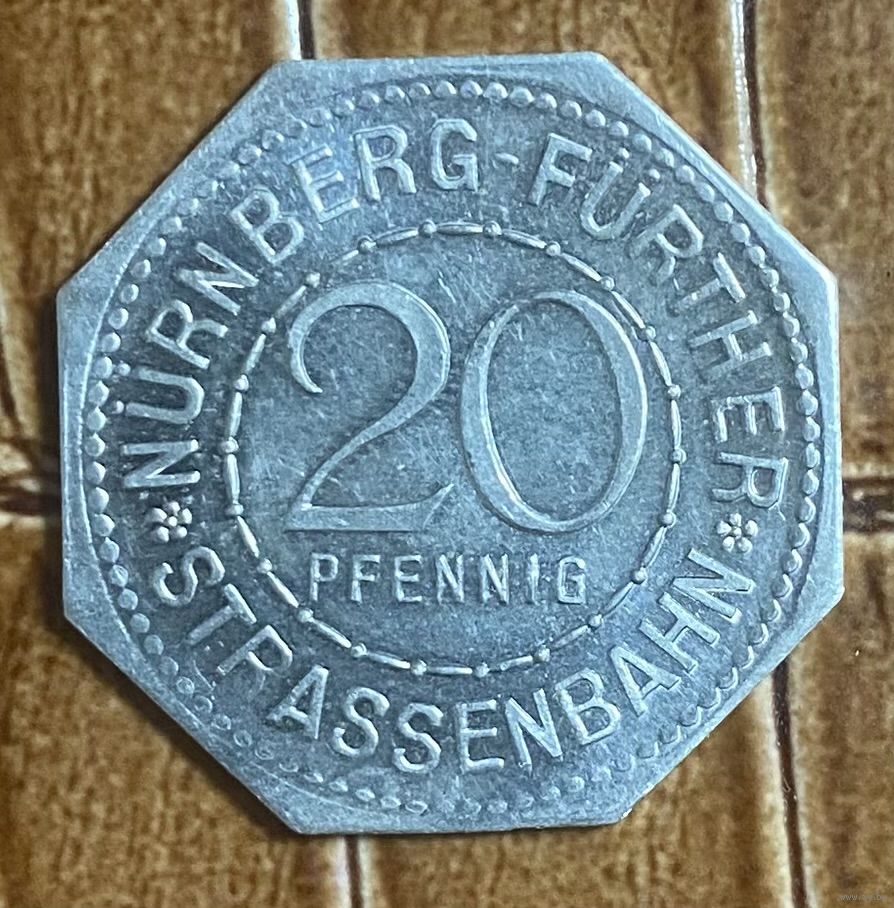 NÜRNBERG-FÜRTHER
STRASSENBAHN
20
PFENNIG